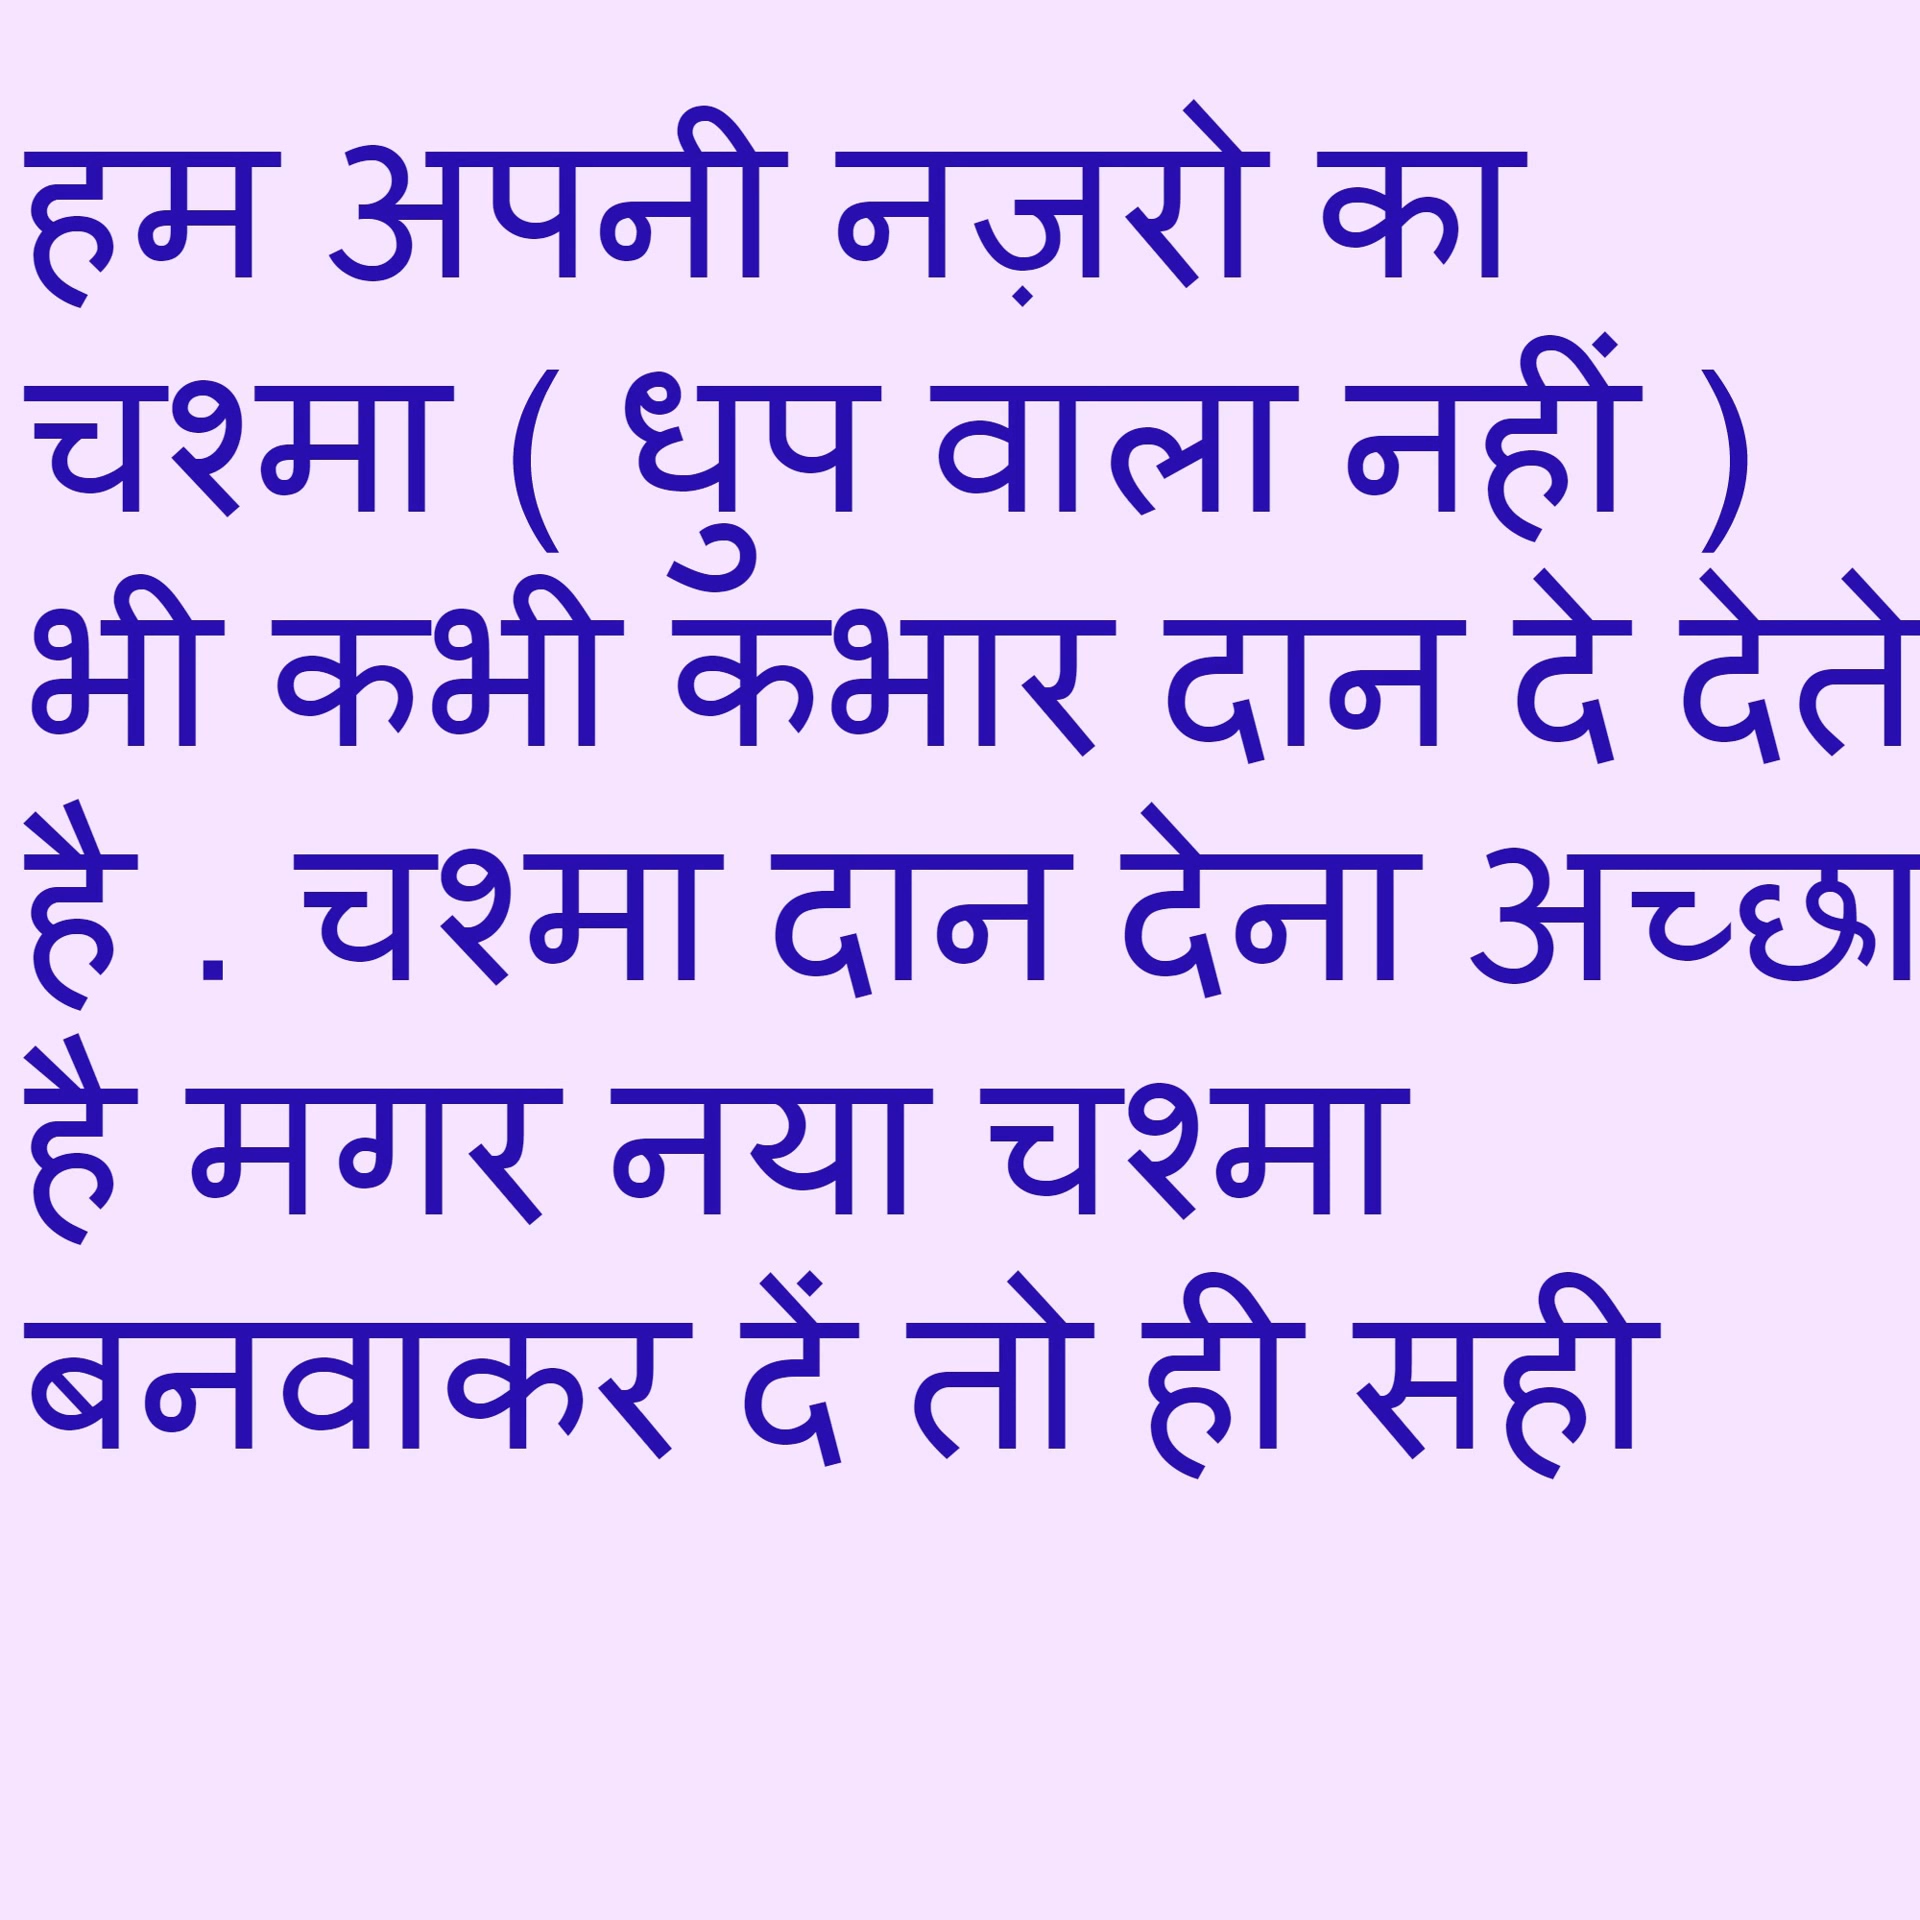 हम अपनी नज़रो का
चश्मा ( धुप वाला नहीं )
भी कभी कभार दान दे देते
है . चश्मा दान देना अच्छा
है मगर नया चश्मा
बनवाकर दें तो ही सही